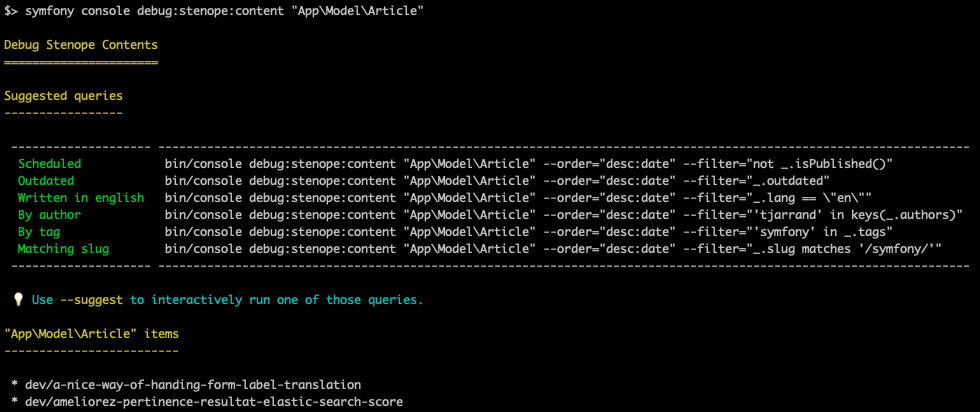 $> symfony console debug:stenope:content "App\Model\Article"
Debug Stenope Contents
======================
Suggested queries
-----------------
-------------------- --------------------------------------------------------------------------------------------------------------------
Scheduled bin/console debug:stenope:content "App\Model\Article" --order="desc:date" --filter="not _.isPublished()"
Outdated bin/console debug:stenope:content "App\Model\Article" --order="desc:date" --filter="_.outdated"
Written in english bin/console debug:stenope:content "App\Model\Article" --order="desc:date" --filter="_.lang == \"en\""
By author bin/console debug:stenope:content "App\Model\Article" --order="desc:date" --filter="'tjarrand' in keys(_.authors)"
By tag bin/console debug:stenope:content "App\Model\Article" --order="desc:date" --filter="'symfony' in _.tags"
Matching slug bin/console debug:stenope:content "App\Model\Article" --order="desc:date" --filter="_.slug matches '/symfony/'"
-------------------- --------------------------------------------------------------------------------------------------------------------
💡 Use --suggest to interactively run one of those queries.
"App\Model\Article" items
-------------------------
* dev/a-nice-way-of-handing-form-label-translation
* dev/ameliorez-pertinence-resultat-elastic-search-score